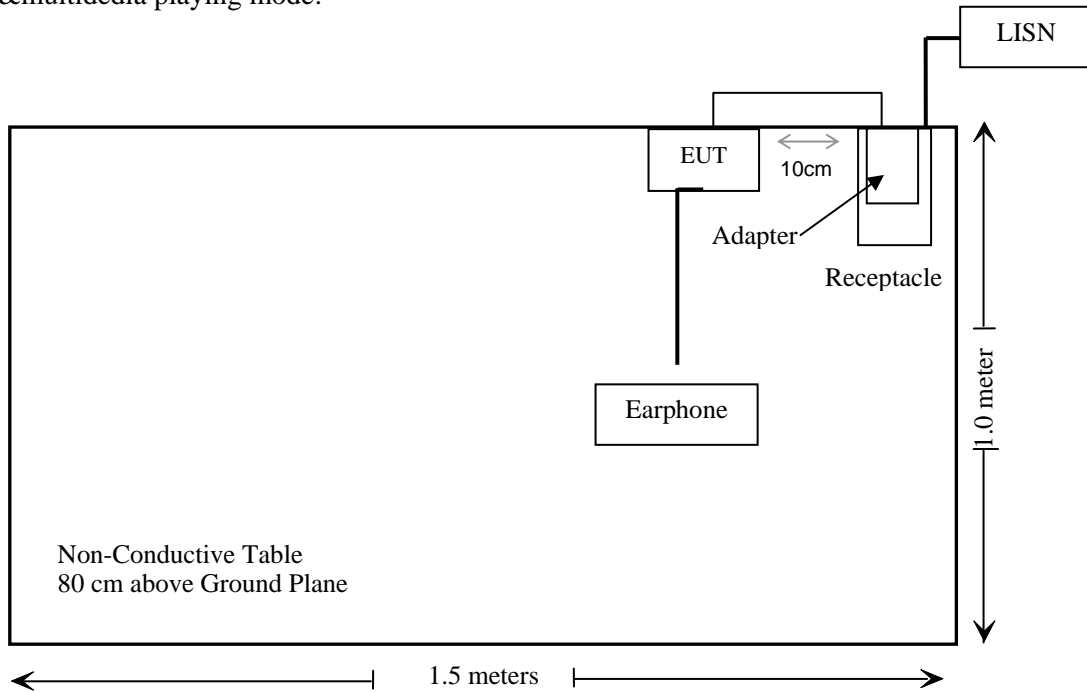 &multidedia playing mode:
LISN
EUT
10cm
Adapter
Receptacle
Earphone
1.0 meter
Non-Conductive Table
80 cm above Ground Plane
1.5 meters